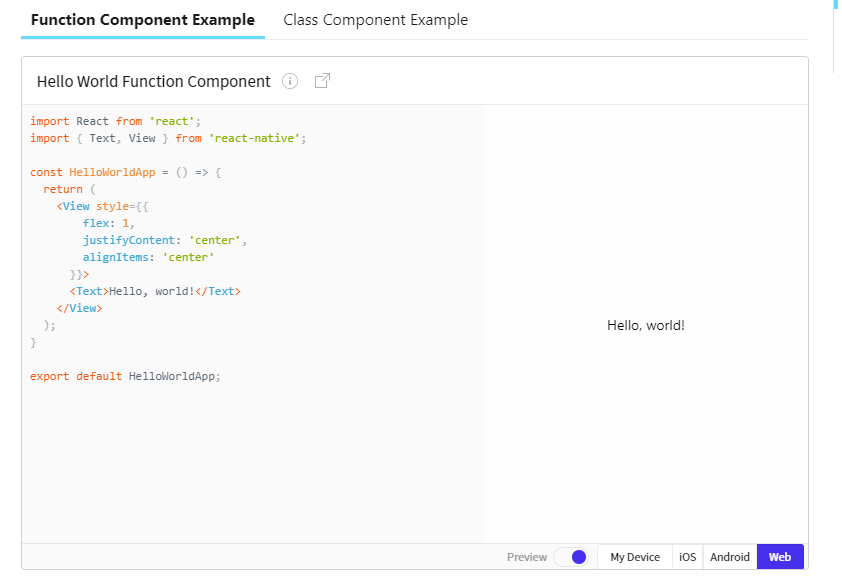 Function Component Example Class Component Example
Hello World Function Component
import React from 'react';
import { Text, View } from 'react-native';
const HelloWorldApp = () => {
return (
<View style={{
flex: 1,
justifyContent: 'center',
alignItems: 'center'
}}>
<Text>Hello, world!</Text>
</View>
);
}
export default HelloWorldApp;
Hello, world!
Preview My Device iOS Android Web